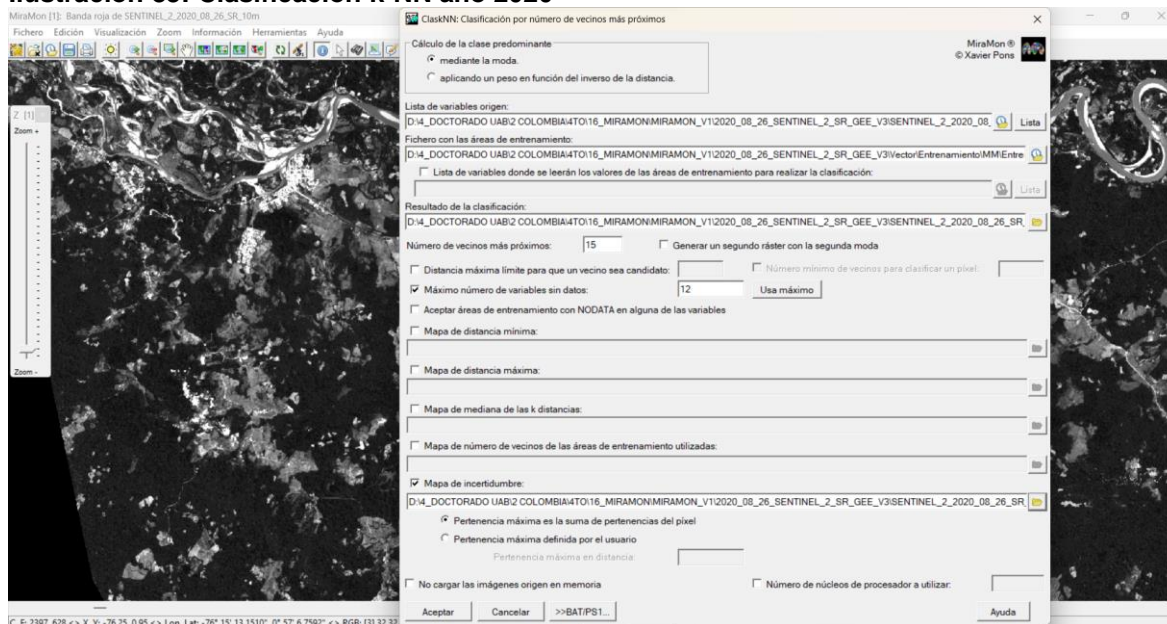 MiraMon [1]: Banda roja de SENTINEL_2_2020_08_26_SR_10m
Fichero Edición Visualización Zoom Información Herramientas Ayuda
Z [1]
Zoom +
Zoom -
ClaskNN: Clasificación por número de vecinos más próximos
Cálculo de la clase predominante
mediante la moda.
aplicando un peso en función del inverso de la distancia.
MiraMon ®
© Xavier Pons
Lista de variables origen:
D:\4_DOCTORADO UAB\2 COLOMBIA\4TO\16_MIRAMON\MIRAMON_V1\2020_08_26_SENTINEL_2_SR_GEE_V3\SENTINEL_2_2020_08_ Lista
Fichero con las áreas de entrenamiento:
D:\4_DOCTORADO UAB\2 COLOMBIA\4TO\16_MIRAMON\MIRAMON_V1\2020_08_26_SENTINEL_2_SR_GEE_V3\Vector\Entrenamiento\MM\Entre
Lista de variables donde se leerán los valores de las áreas de entrenamiento para realizar la clasificación:
Lista
Resultado de la clasificación:
D:\4_DOCTORADO UAB\2 COLOMBIA\4TO\16_MIRAMON\MIRAMON_V1\2020_08_26_SENTINEL_2_SR_GEE_V3\SENTINEL_2_2020_08_26_SR_
Número de vecinos más próximos: 15 Generar un segundo ráster con la segunda moda
Distancia máxima límite para que un vecino sea candidato: Número mínimo de vecinos para clasificar un píxel:
Máximo número de variables sin datos: 12 Usa máximo
Aceptar áreas de entrenamiento con NODATA en alguna de las variables
Mapa de distancia mínima:
Mapa de distancia máxima:
Mapa de mediana de las k distancias:
Mapa de número de vecinos de las áreas de entrenamiento utilizadas:
Mapa de incertidumbre:
D:\4_DOCTORADO UAB\2 COLOMBIA\4TO\16_MIRAMON\MIRAMON_V1\2020_08_26_SENTINEL_2_SR_GEE_V3\SENTINEL_2_2020_08_26_SR_
Pertenencia máxima es la suma de pertenencias del píxel
Pertenencia máxima definida por el usuario
Pertenencia máxima en distancia:
No cargar las imágenes origen en memoria Número de núcleos de procesador a utilizar:
Aceptar Cancelar >>BAT/PS1... Ayuda